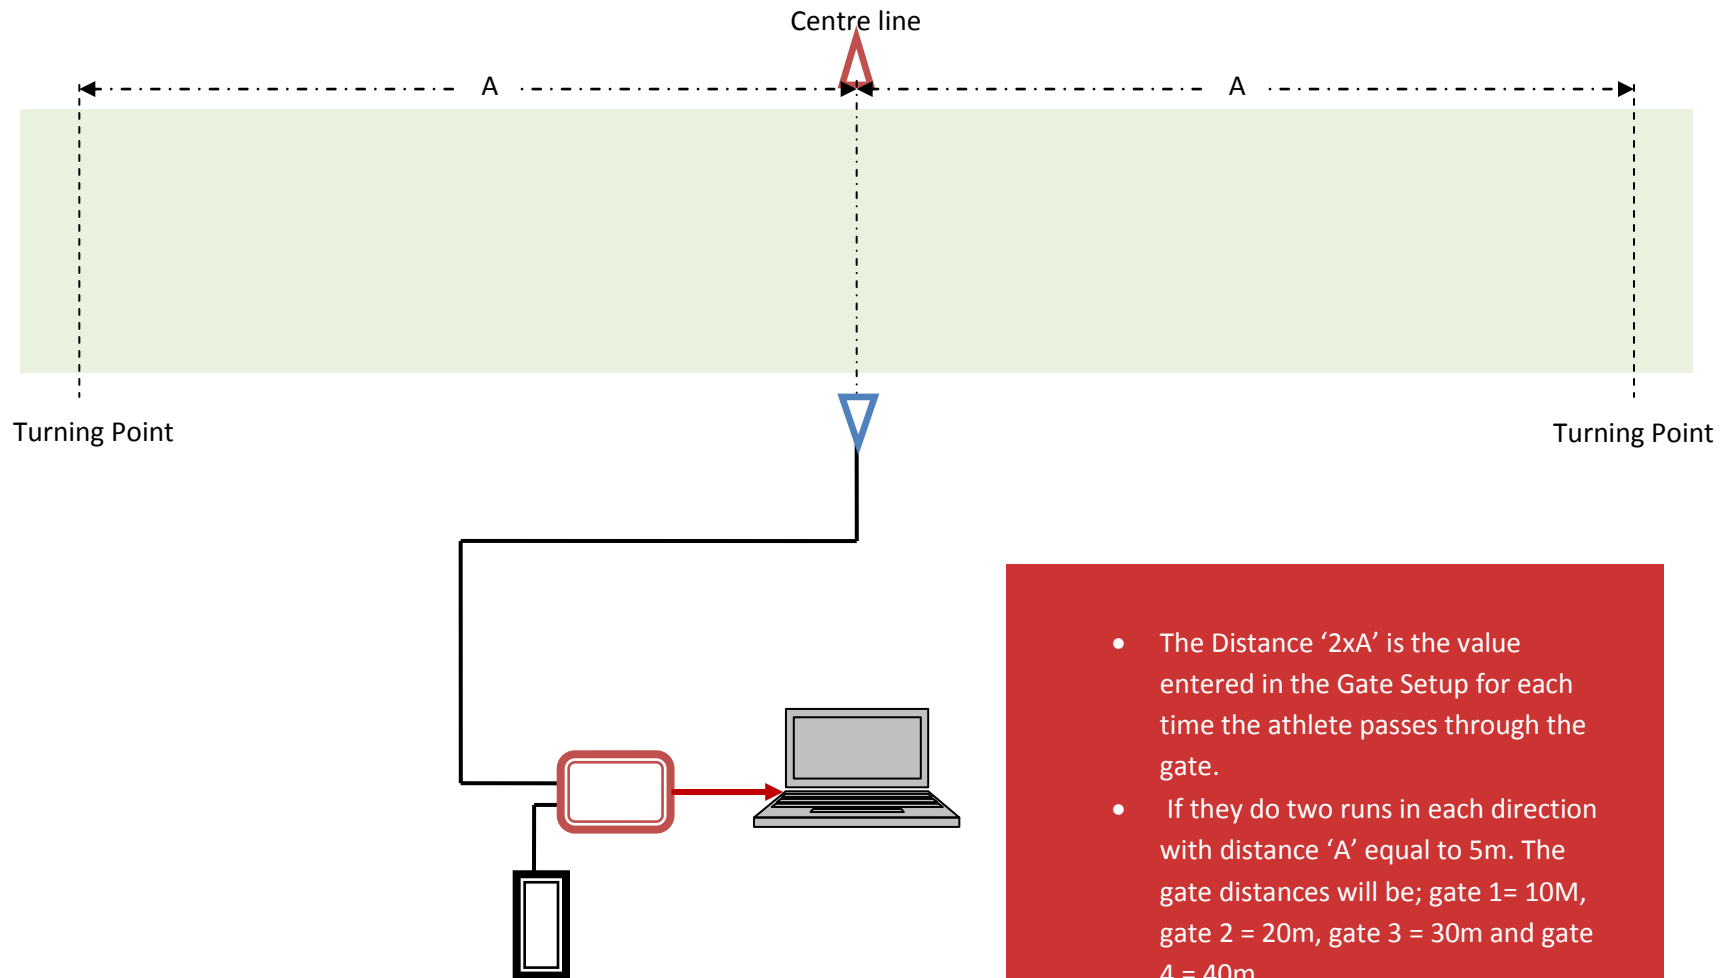 Centre line
A A
Turning Point Turning Point
• The Distance ‘2xA’ is the value
entered in the Gate Setup for each
time the athlete passes through the
gate.
• If they do two runs in each direction
with distance ‘A’ equal to 5m. The
gate distances will be; gate 1= 10M,
gate 2 = 20m, gate 3 = 30m and gate
4 = 40m